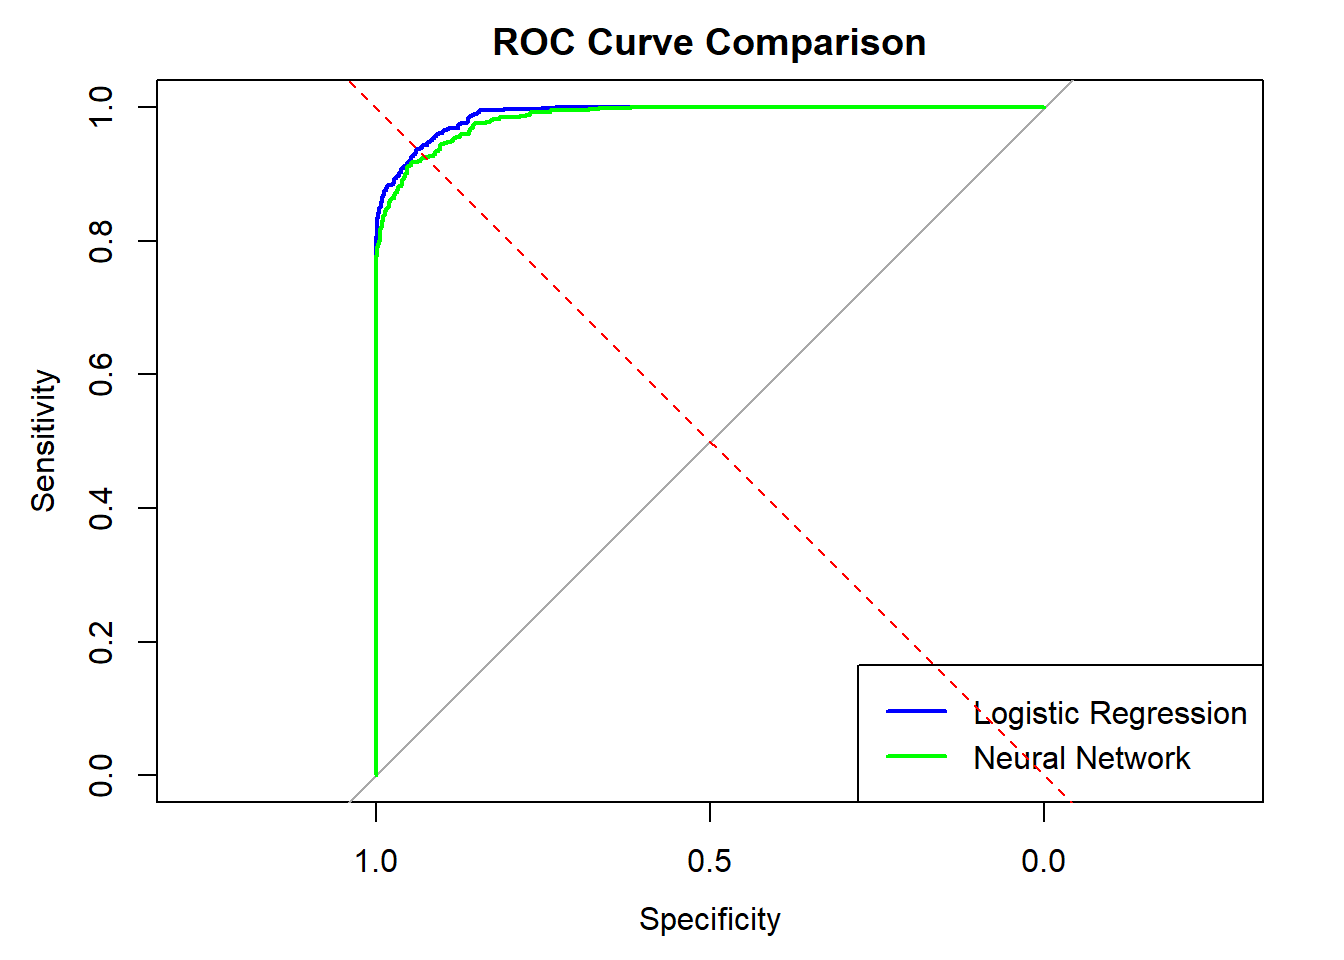 ROC Curve Comparison
Sensitivity
1.0
0.8
0.6
0.4
0.2
0.0
Logistic Regression
Neural Network
1.0 0.5 0.0
Specificity